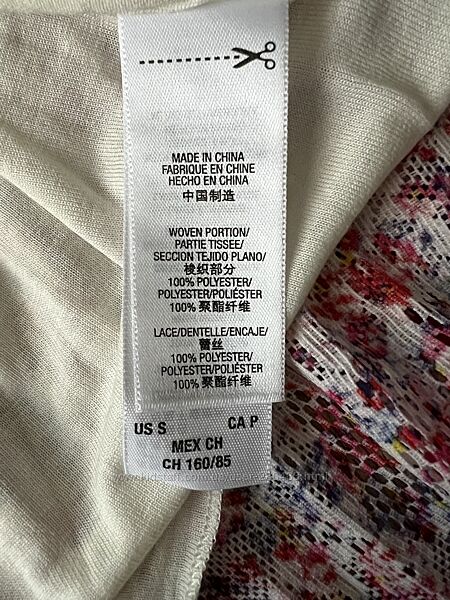 MADE IN CHINA
FABRIQUE EN CHINE
HECHO EN CHINA
中国制造
WOVEN PORTION/
PARTIE TISSEE/
SECCION TEJIDO PLANO/
梭织部分
100% POLYESTER/
POLYESTER/POLIÉSTER
100% 聚酯纤维
LACE/DENTELLE/ENCAJE/
蕾丝
100% POLYESTER/
POLYESTER/POLIÉSTER
100% 聚酯纤维
US S CA P
MEX CH
CH 160/85